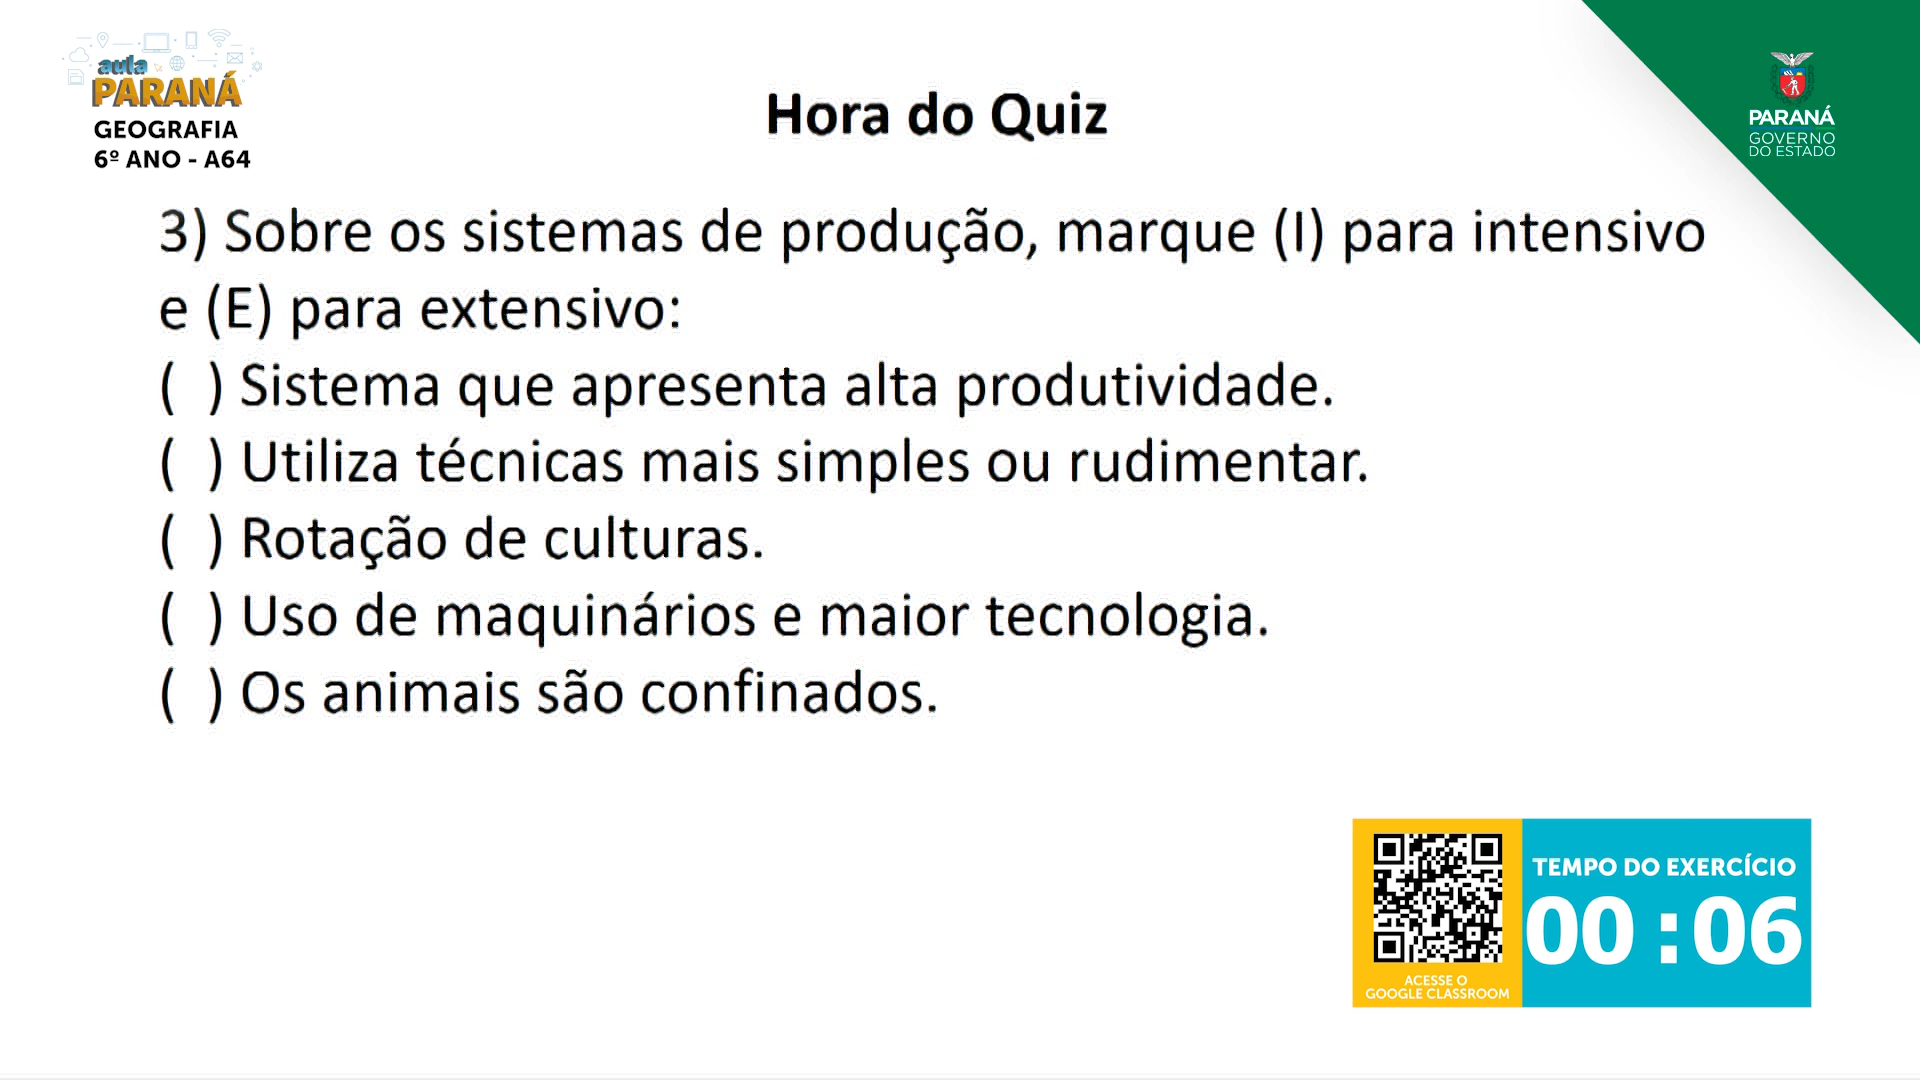 aula
PARANÁ
GEOGRAFIA
6º ANO - A64
Hora do Quiz
PARANÁ
GOVERNO
DO ESTADO
3) Sobre os sistemas de produção, marque (I) para intensivo
e (E) para extensivo:
(  ) Sistema que apresenta alta produtividade.
(  ) Utiliza técnicas mais simples ou rudimentar.
(  ) Rotação de culturas.
(  ) Uso de maquinários e maior tecnologia.
(  ) Os animais são confinados.
TEMPO DO EXERCÍCIO
00 : 06
ACESSE O
GOOGLE CLASSROOM